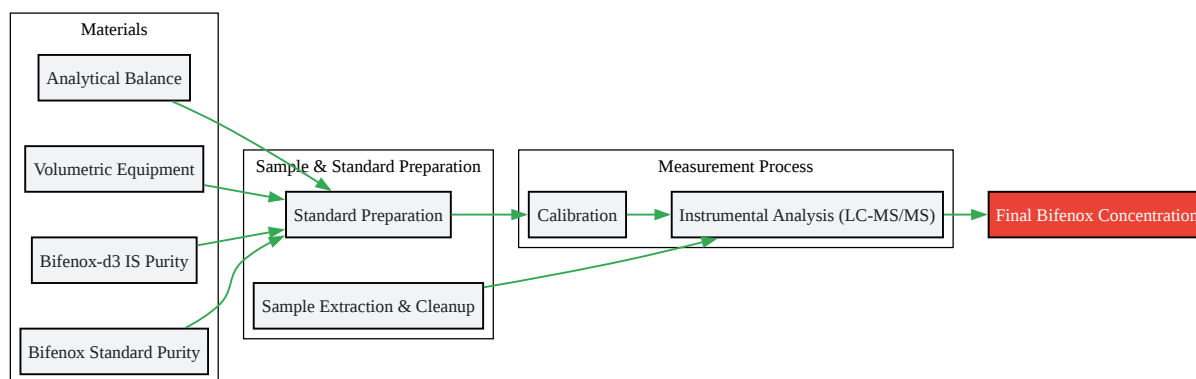 Materials
Analytical Balance
Volumetric Equipment
Bifenox-d3 IS Purity
Bifenox Standard Purity
Sample & Standard Preparation
Standard Preparation
Sample Extraction & Cleanup
Measurement Process
Calibration
Instrumental Analysis (LC-MS/MS)
Final Bifenox Concentration